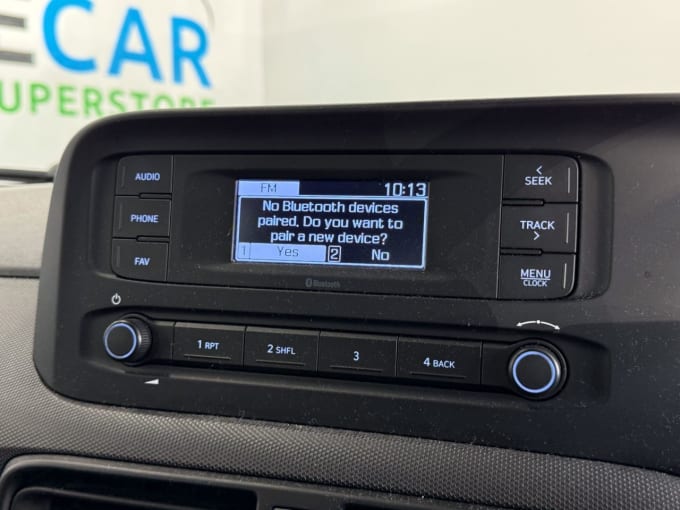 ECAR
UPERSTORE
AUDIO
PHONE
FAV
FM 10:13
No Bluetooth devices
paired. Do you want to
pair a new device?
1 Yes 2 No
Bluetooth
< SEEK
TRACK >
MENU
CLOCK
1 RPT
2 SHFL
3
4 BACK